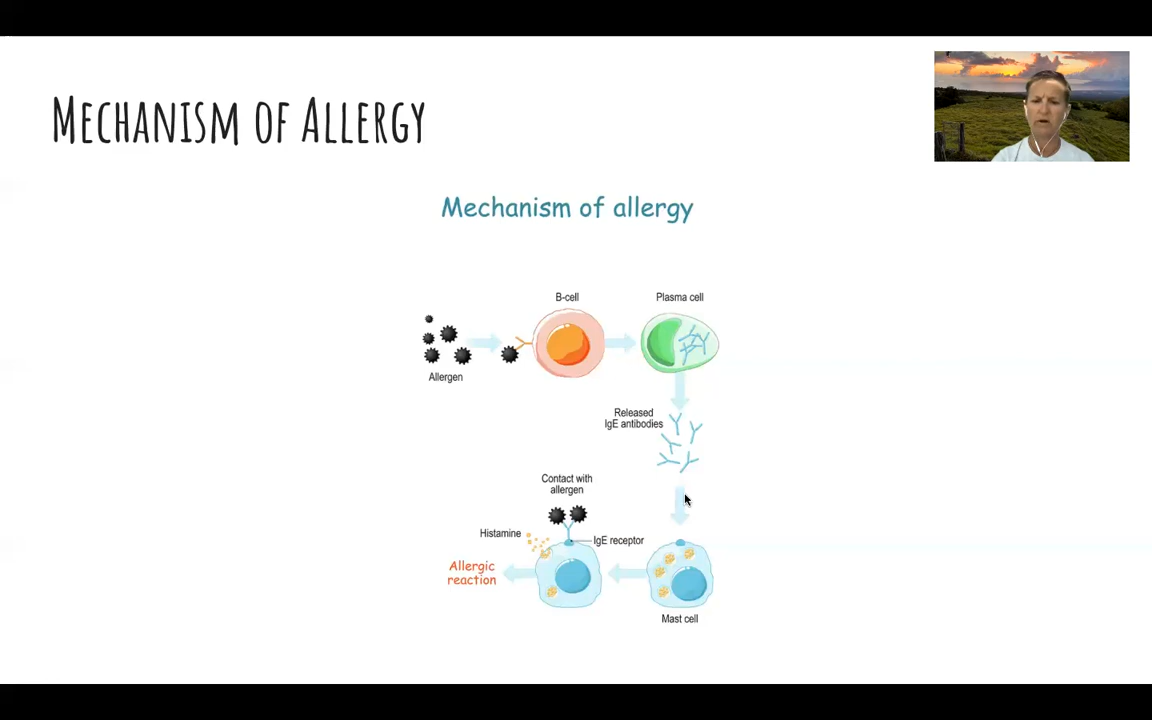 MECHANISM OF ALLERGY
Mechanism of allergy
B-cell
Plasma cell
Allergen
Released
IgE antibodies
Contact with
allergen
Histamine
IgE receptor
Allergic
reaction
Mast cell